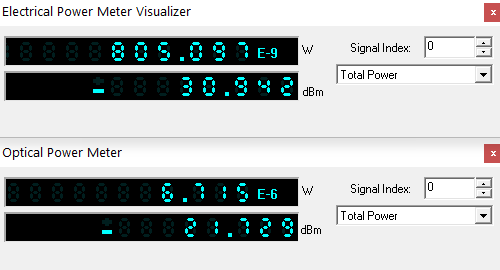 Electrical Power Meter Visualizer x
805.097 E-9 W Signal Index: 0
-30.942 dBm Total Power
Optical Power Meter x
6.715 E-6 W Signal Index: 0
-21.729 dBm Total Power